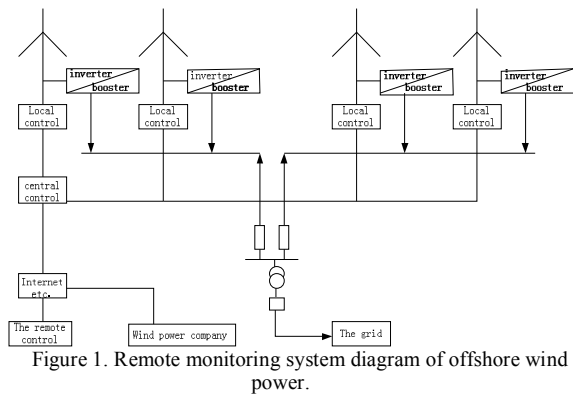 inverter
booster
inverter
booster
inverter
booster
inverter
booster
Local
control
Local
control
Local
control
Local
control
central
control
Internet
etc.
The remote
control
Wind power company
The grid
Figure 1. Remote monitoring system diagram of offshore wind
power.